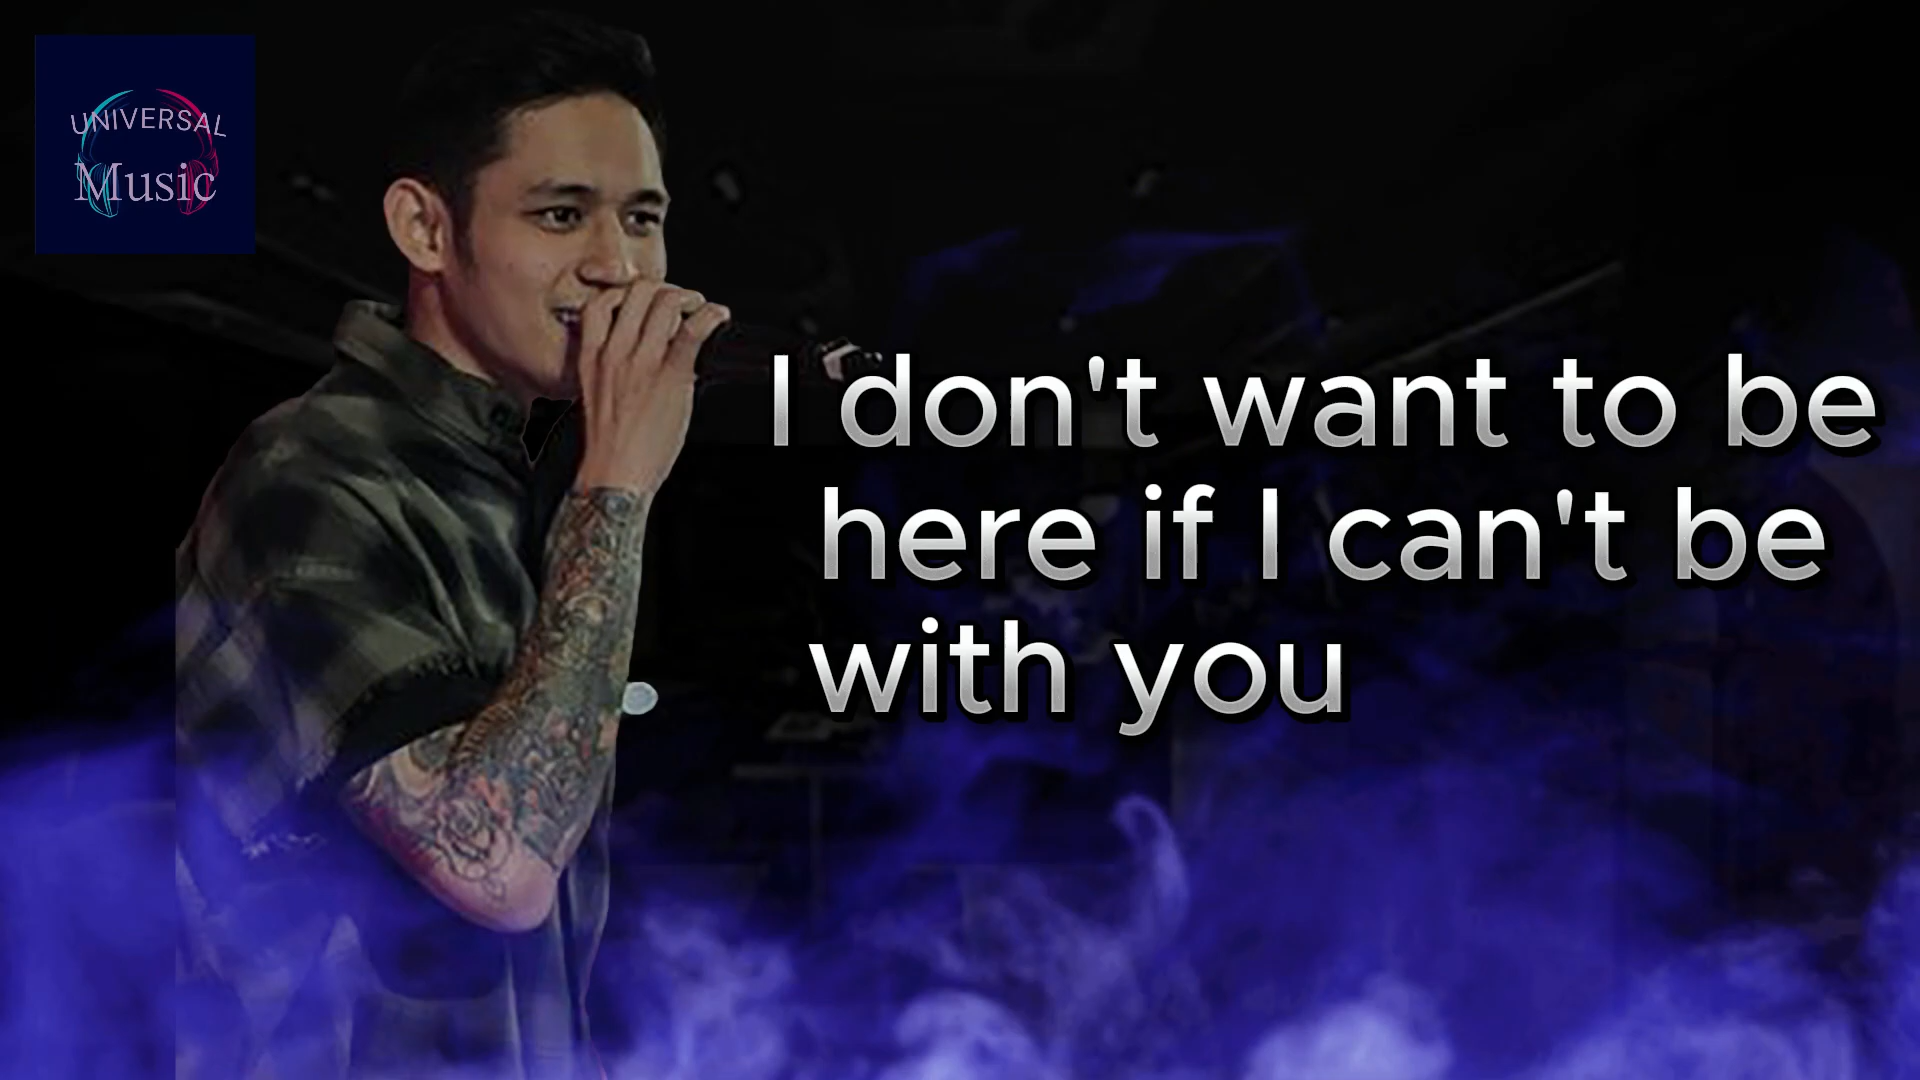 UNIVERSAL
Music
I don't want to be
here if I can't be
with you